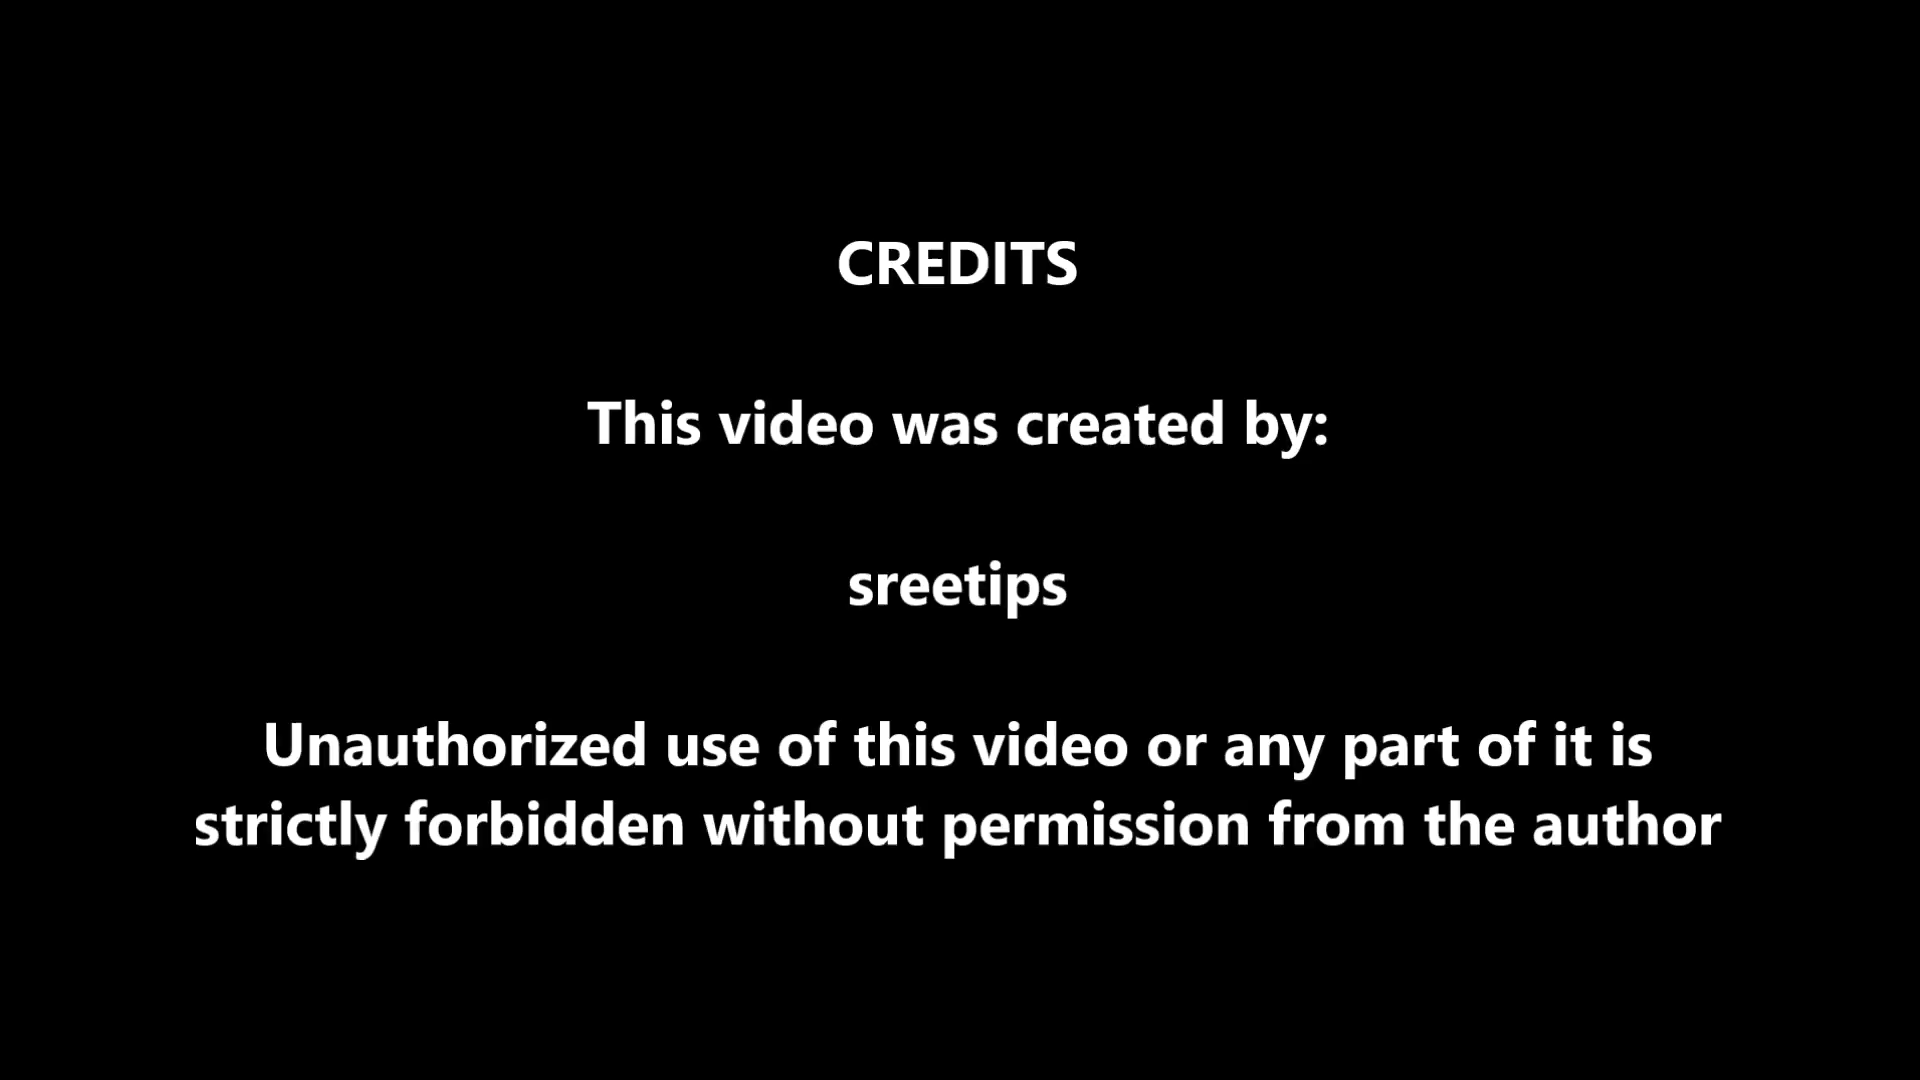 CREDITS
This video was created by:
sreetips
Unauthorized use of this video or any part of it is
strictly forbidden without permission from the author